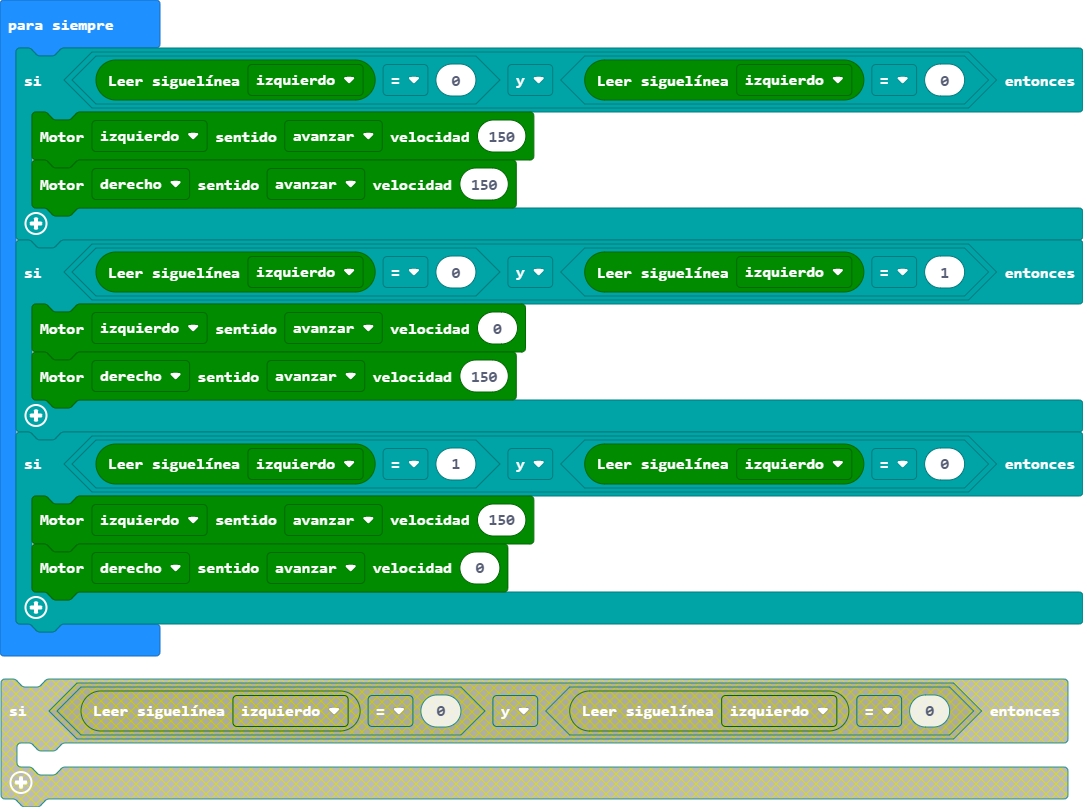 para siempre
si Leer siguelínea izquierdo = 0 y Leer siguelínea izquierdo = 0 entonces
Motor izquierdo sentido avanzar velocidad 150
Motor derecho sentido avanzar velocidad 150
si Leer siguelínea izquierdo = 0 y Leer siguelínea izquierdo = 1 entonces
Motor izquierdo sentido avanzar velocidad 0
Motor derecho sentido avanzar velocidad 150
si Leer siguelínea izquierdo = 1 y Leer siguelínea izquierdo = 0 entonces
Motor izquierdo sentido avanzar velocidad 150
Motor derecho sentido avanzar velocidad 0
si Leer siguelínea izquierdo = 0 y Leer siguelínea izquierdo = 0 entonces